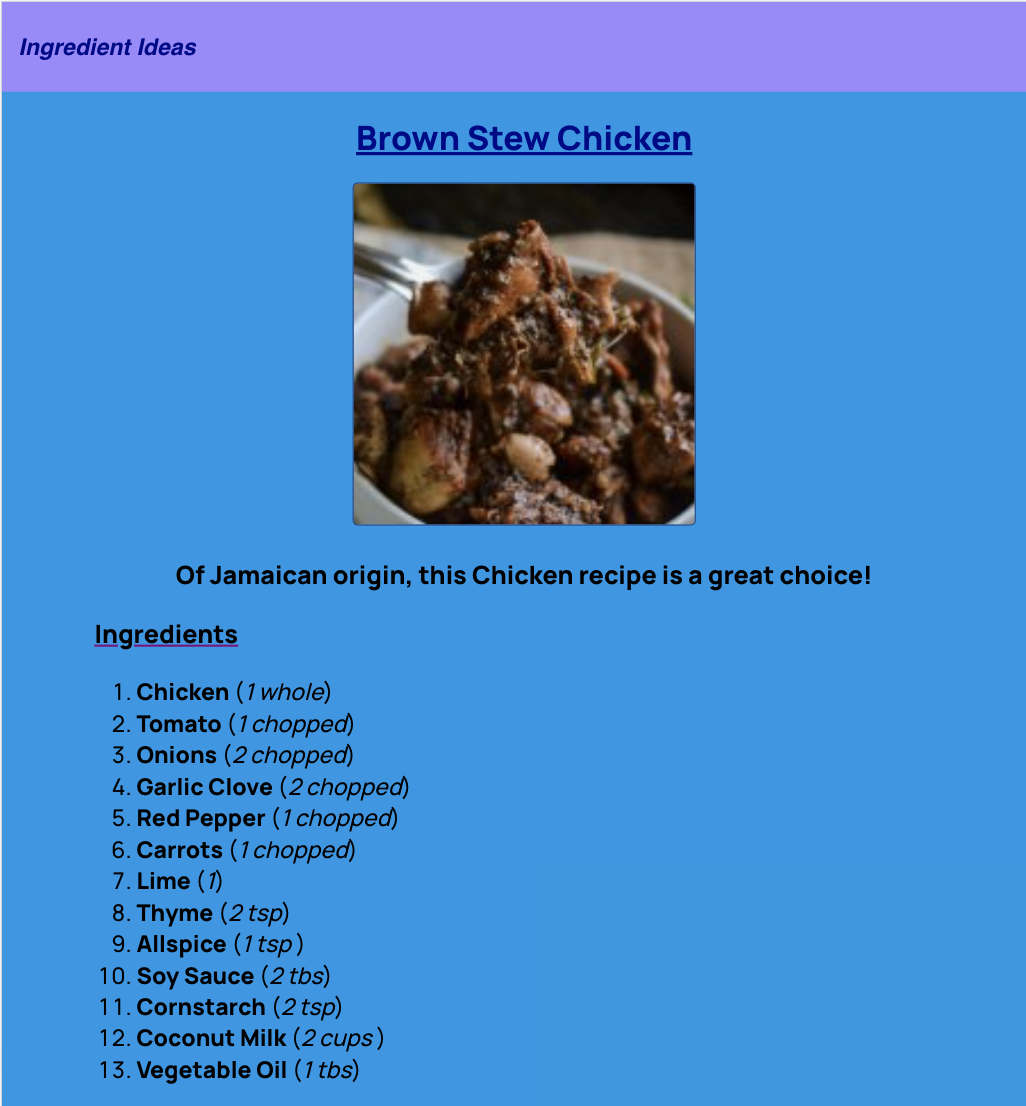 Ingredient Ideas
Brown Stew Chicken
Of Jamaican origin, this Chicken recipe is a great choice!
Ingredients
1. Chicken (1 whole)
2. Tomato (1 chopped)
3. Onions (2 chopped)
4. Garlic Clove (2 chopped)
5. Red Pepper (1 chopped)
6. Carrots (1 chopped)
7. Lime (1)
8. Thyme (2 tsp)
9. Allspice (1 tsp )
10. Soy Sauce (2 tbs)
11. Cornstarch (2 tsp)
12. Coconut Milk (2 cups )
13. Vegetable Oil (1 tbs)